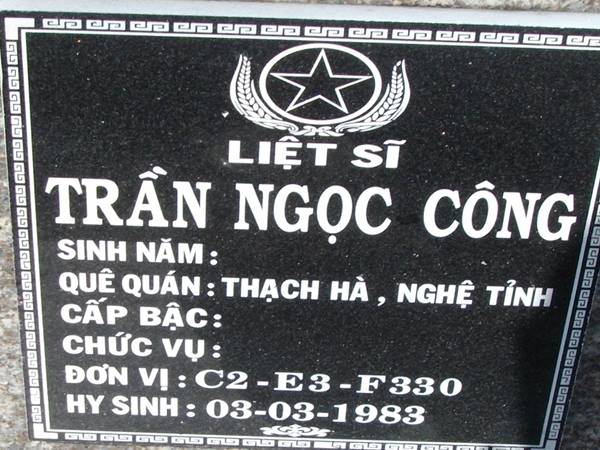 LIỆT SĨ
TRẦN NGỌC CÔNG
SINH NĂM :
QUÊ QUÁN : THẠCH HÀ , NGHỆ TỈNH
CẤP BẬC :
CHỨC VỤ :
ĐƠN VỊ : C2 - E3 - F330
HY SINH : 03-03-1983